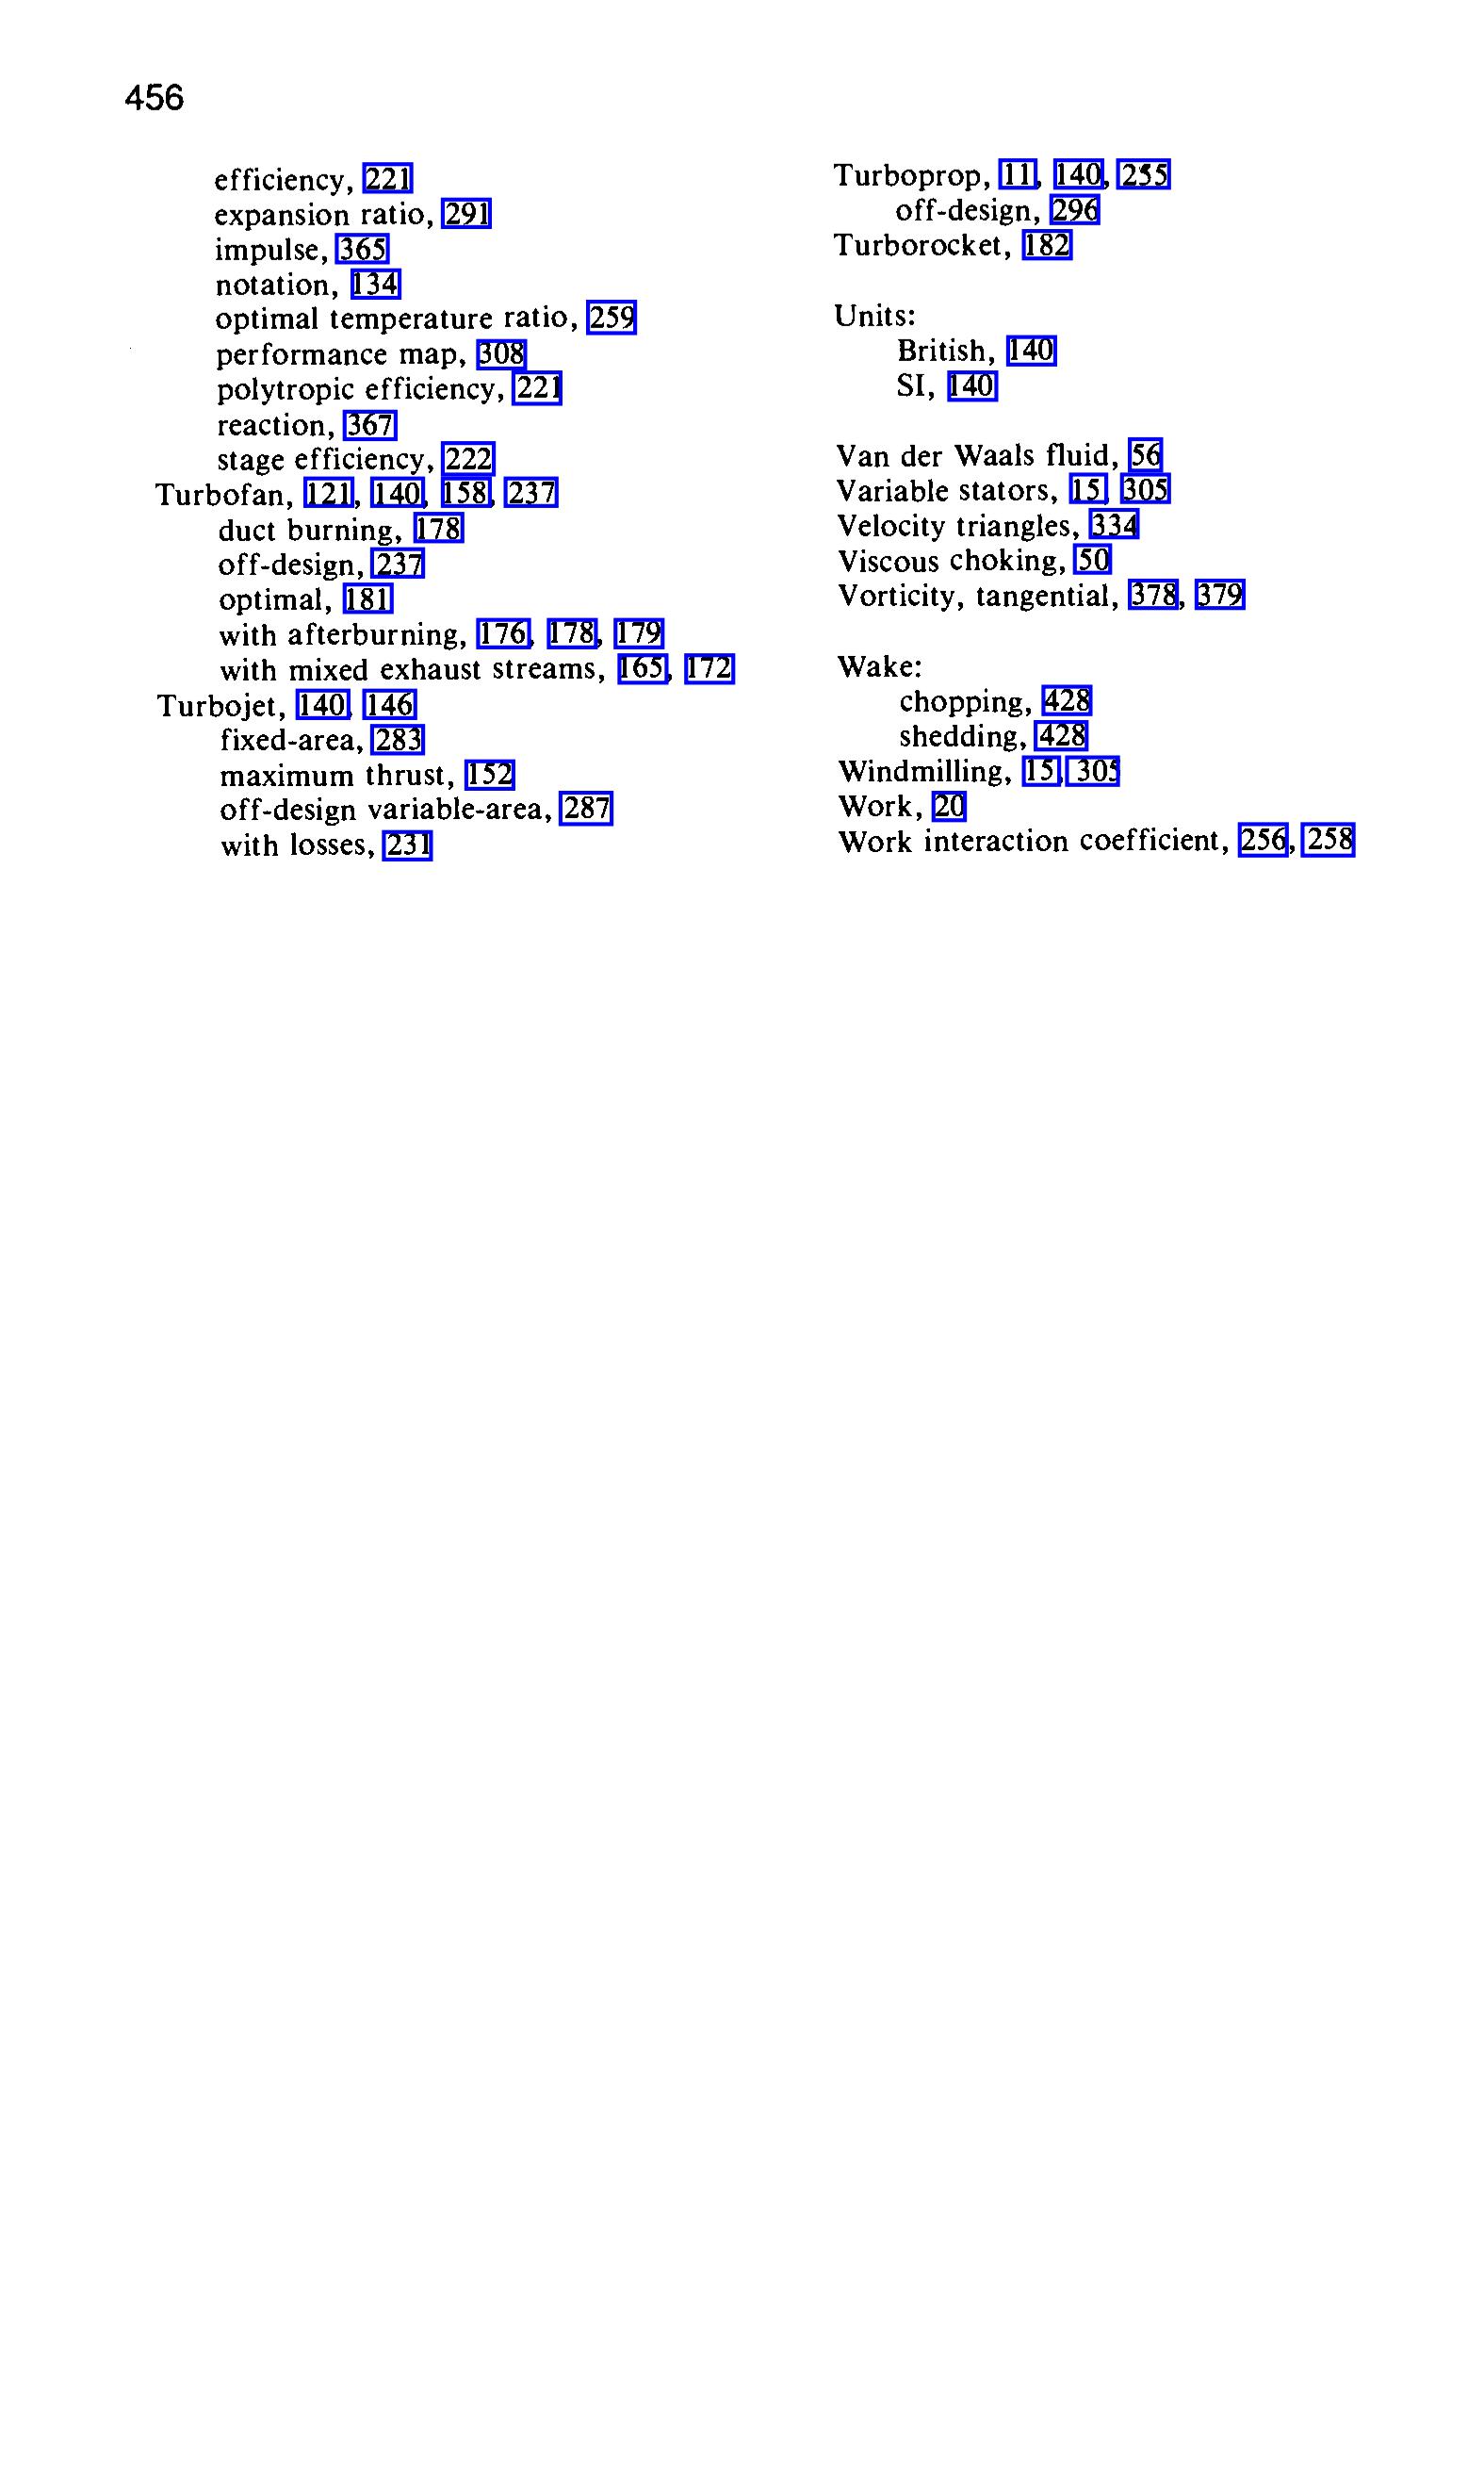 456
efficiency, 221
expansion ratio, 291
impulse, 365
notation, 134
optimal temperature ratio, 259
performance map, 308
polytropic efficiency, 221
reaction, 367
stage efficiency, 222
Turbofan, 121, 140, 158, 237
duct burning, 178
off-design, 237
optimal, 181
with afterburning, 176, 178, 179
with mixed exhaust streams, 165, 172
Turbojet, 140, 146
fixed-area, 283
maximum thrust, 152
off-design variable-area, 287
with losses, 231
Turboprop, 11, 140, 255
off-design, 296
Turborocket, 182
Units:
British, 140
SI, 140
Van der Waals fluid, 56
Variable stators, 15, 305
Velocity triangles, 334
Viscous choking, 50
Vorticity, tangential, 378, 379
Wake:
chopping, 428
shedding, 428
Windmilling, 15, 305
Work, 20
Work interaction coefficient, 256, 258